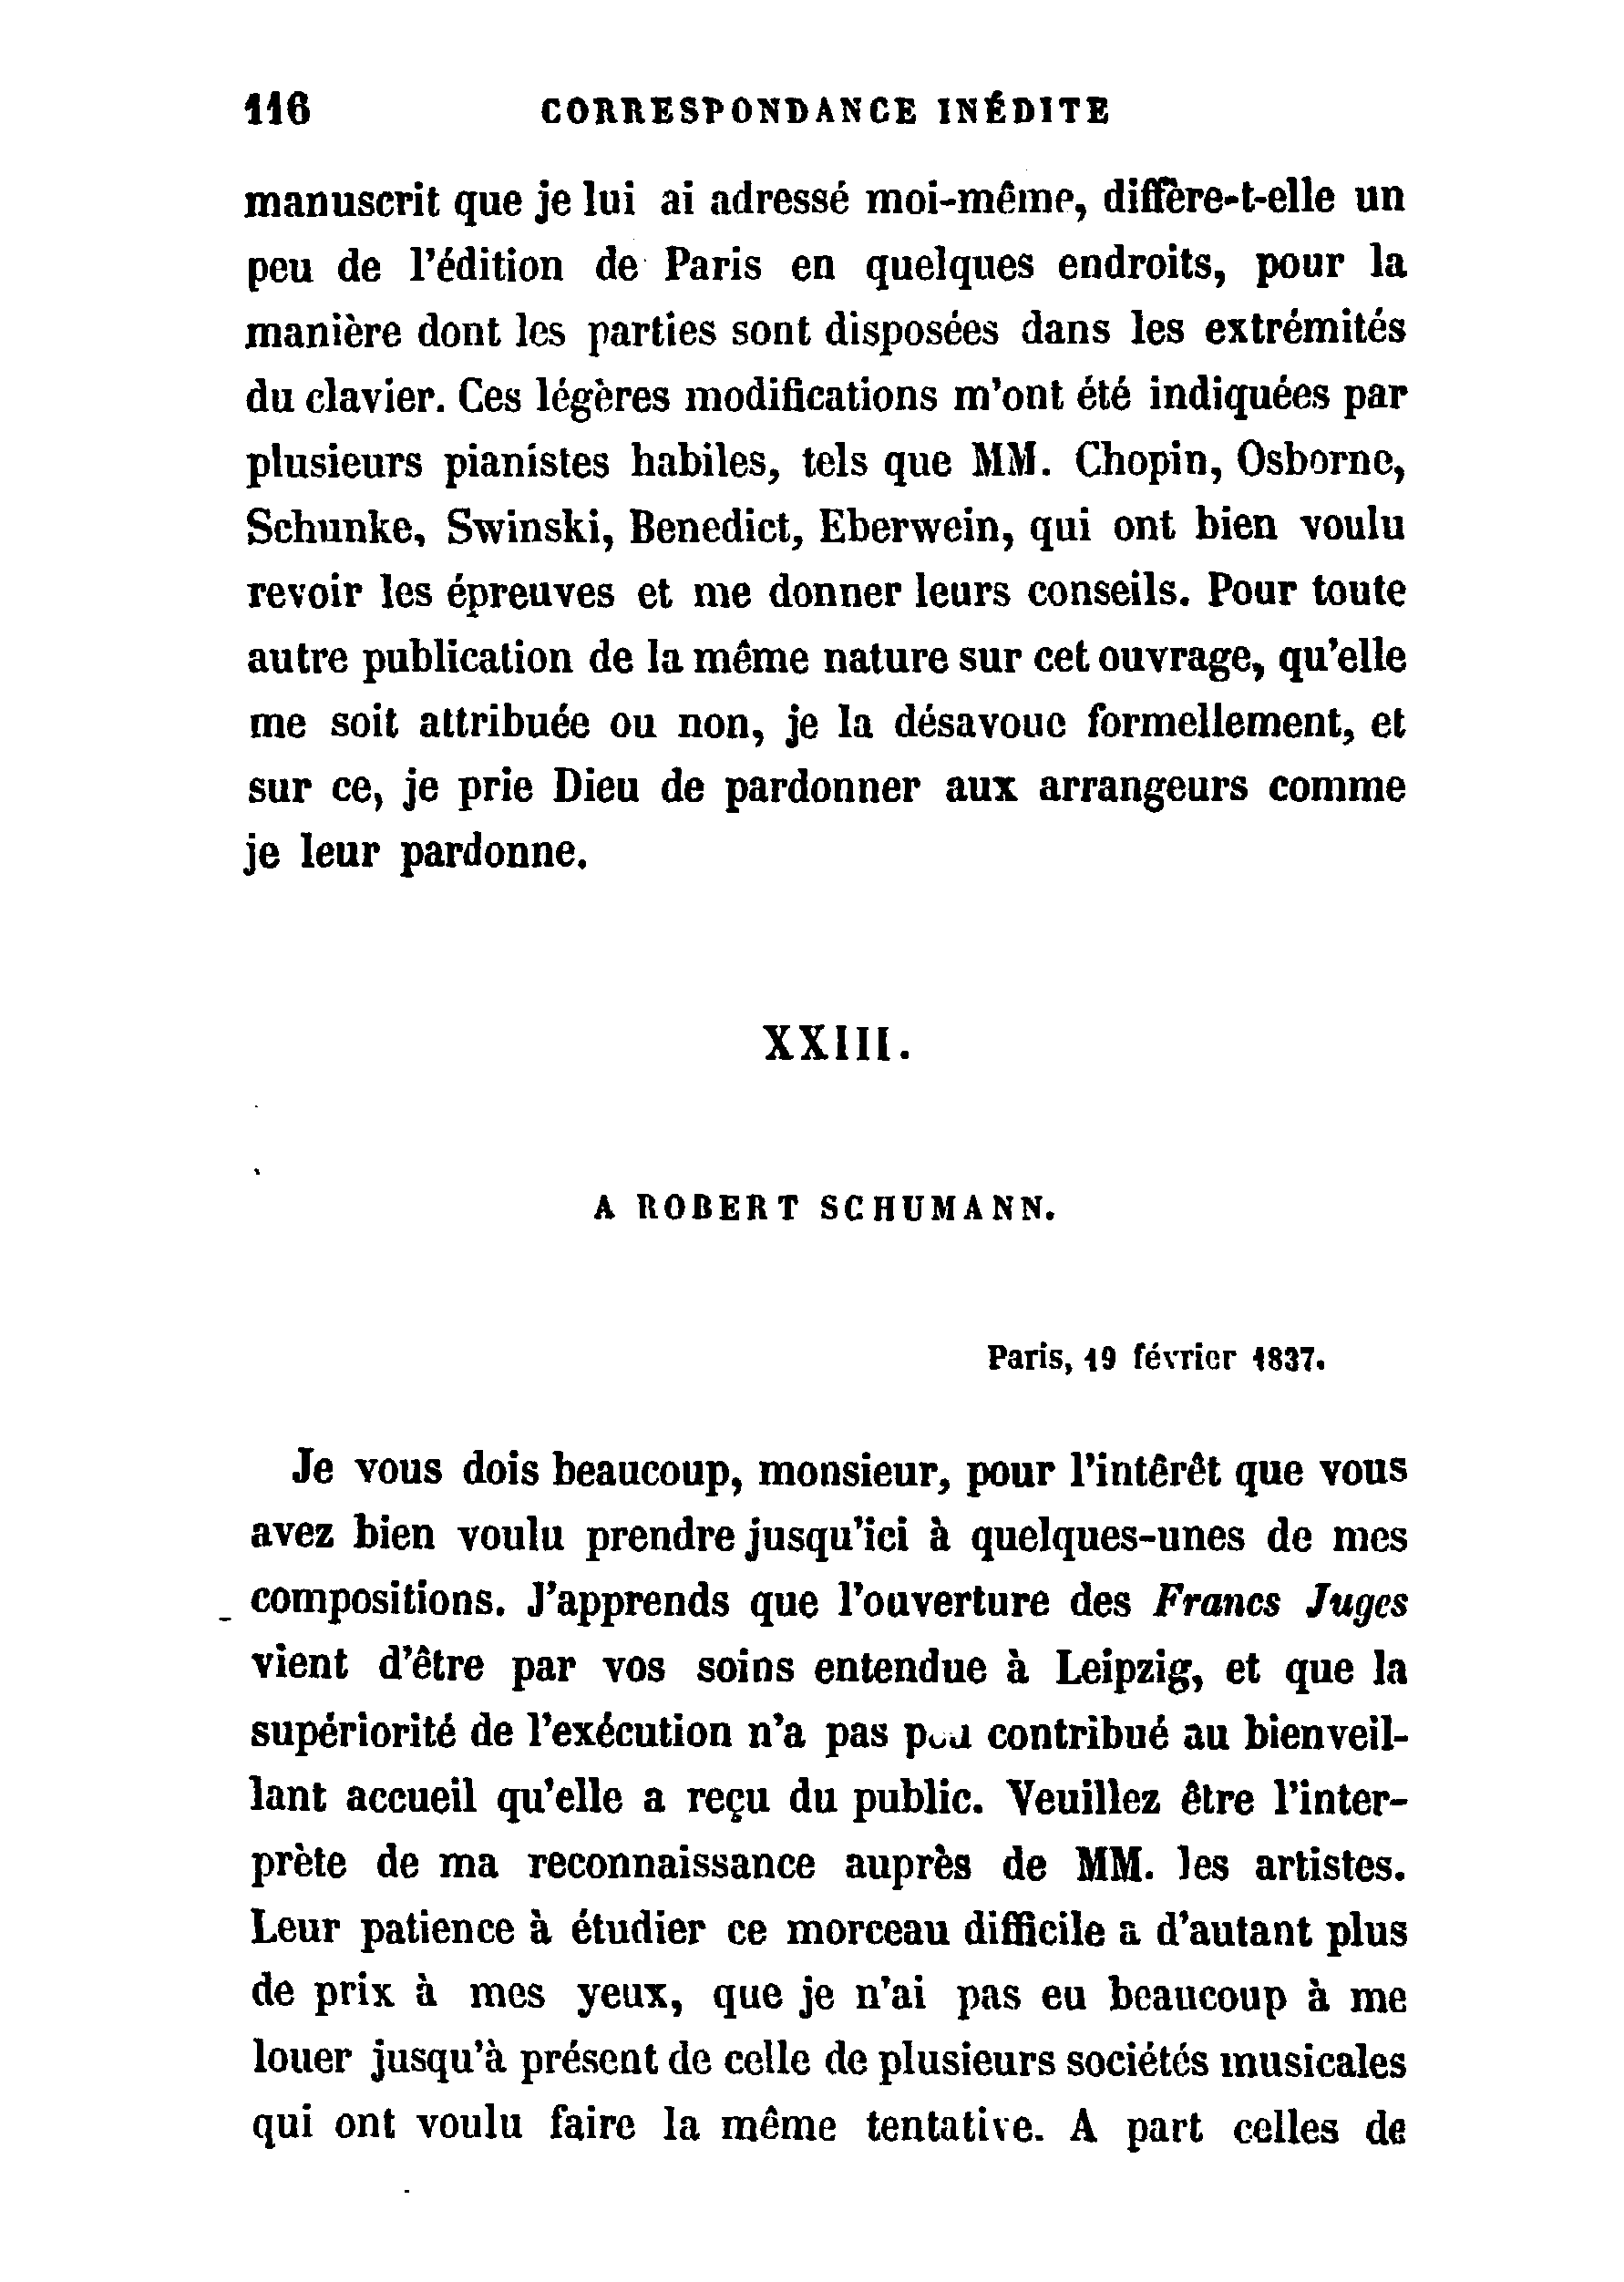 116 CORRESPONDANCE INÉDITE
manuscrit que je lui ai adressé moi-même, diffère-t-elle un
peu de l'édition de Paris en quelques endroits, pour la
manière dont les parties sont disposées dans les extrémités
du clavier. Ces légères modifications m'ont été indiquées par
plusieurs pianistes habiles, tels que MM. Chopin, Osborne,
Schunke, Swinski, Benedict, Eberwein, qui ont bien voulu
revoir les épreuves et me donner leurs conseils. Pour toute
autre publication de la même nature sur cet ouvrage, qu'elle
me soit attribuée ou non, je la désavoue formellement, et
sur ce, je prie Dieu de pardonner aux arrangeurs comme
je leur pardonne.
XXIII.
A ROBERT SCHUMANN.
Paris, 19 février 1837.
Je vous dois beaucoup, monsieur, pour l'intérêt que vous
avez bien voulu prendre jusqu'ici à quelques-unes de mes
compositions. J'apprends que l'ouverture des Francs Juges
vient d'être par vos soins entendue à Leipzig, et que la
supériorité de l'exécution n'a pas peu contribué au bienveil-
lant accueil qu'elle a reçu du public. Veuillez être l'inter-
prète de ma reconnaissance auprès de MM. les artistes.
Leur patience à étudier ce morceau difficile a d'autant plus
de prix à mes yeux, que je n'ai pas eu beaucoup à me
louer jusqu'à présent de celle de plusieurs sociétés musicales
qui ont voulu faire la même tentative. A part celles de